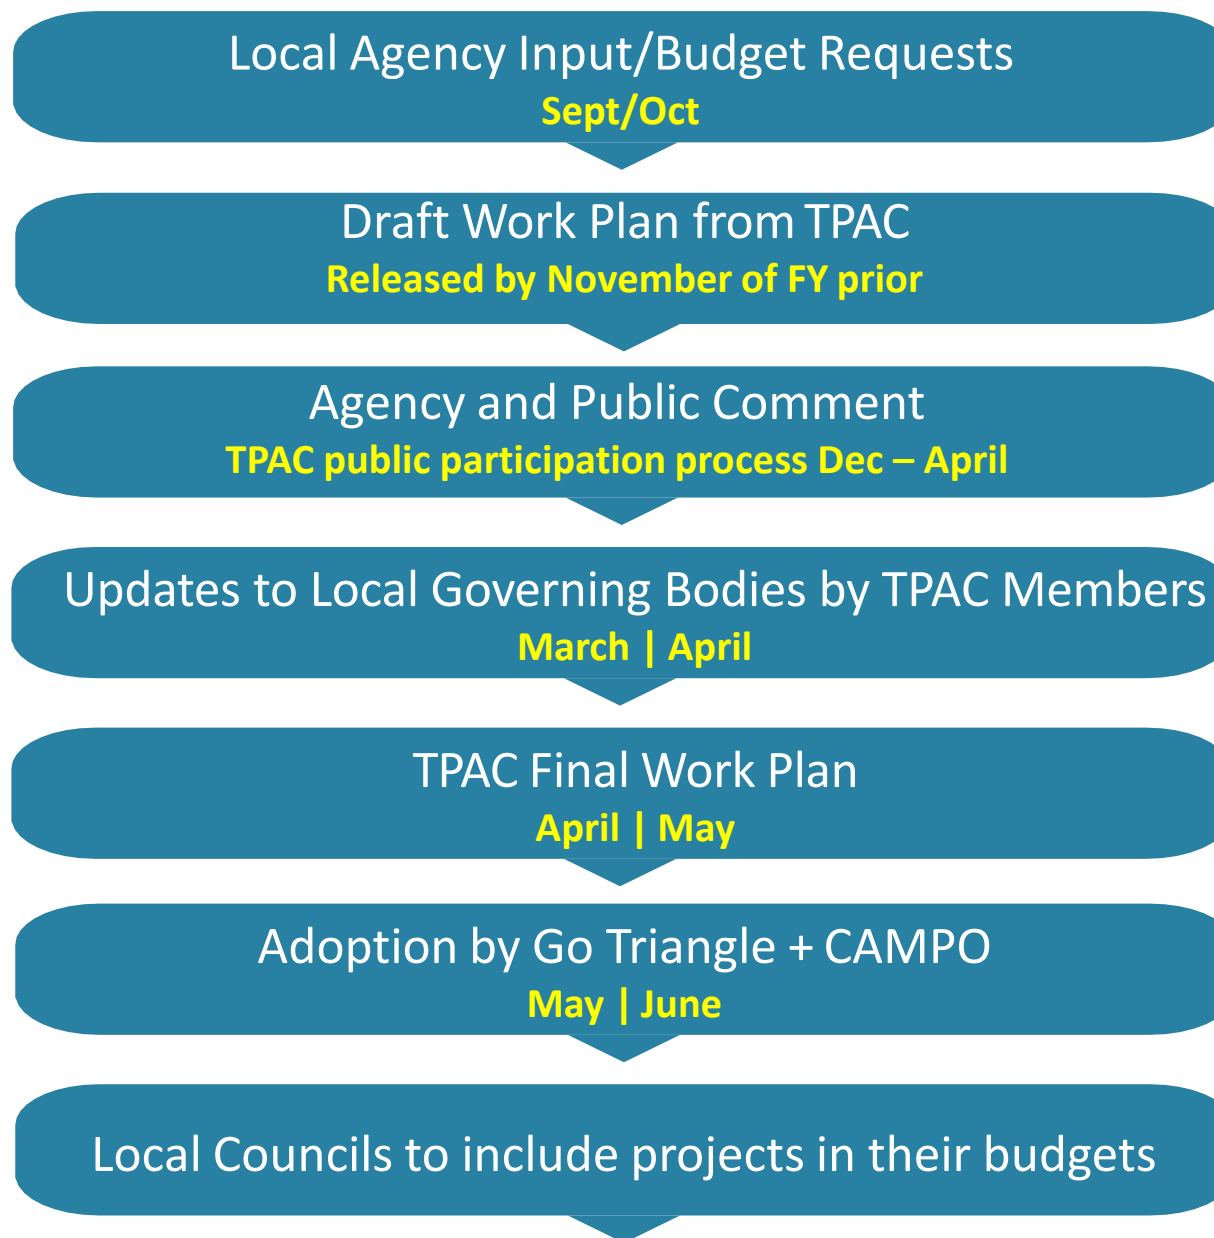 Local Agency Input/Budget Requests
Sept/Oct
Draft Work Plan from TPAC
Released by November of FY prior
Agency and Public Comment
TPAC public participation process Dec – April
Updates to Local Governing Bodies by TPAC Members
March | April
TPAC Final Work Plan
April | May
Adoption by Go Triangle + CAMPO
May | June
Local Councils to include projects in their budgets